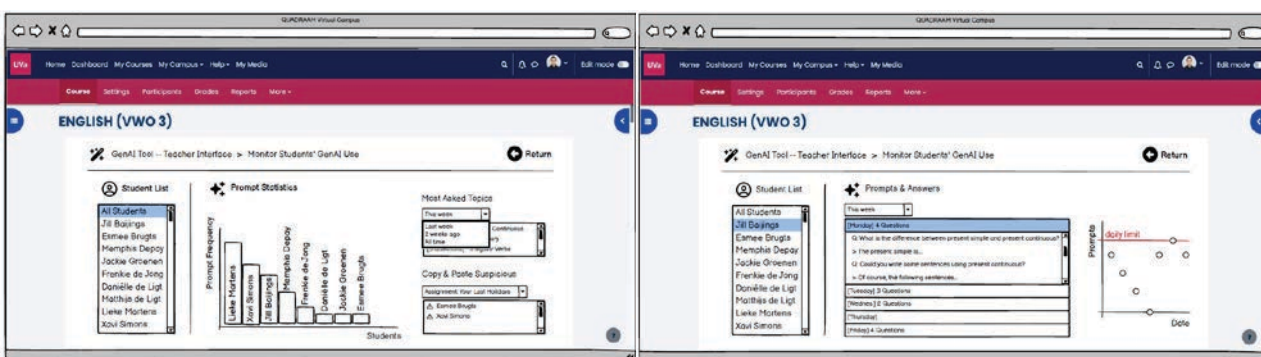 QUADRAAM Virtual Campus
UVa Home Dashboard My Courses My Campus Help My Media Edit mode
Course Settings Participants Grades Reports More
ENGLISH (VWO 3)
GenAI Tool -- Teacher Interface > Monitor Students' GenAI Use
Return
Student List
All Students
Jill Baijings
Esmee Brugts
Memphis Depay
Jackie Groenen
Frenkie de Jong
Daniëlle de Ligt
Matthijs de Ligt
Lieke Martens
Xavi Simons
Prompt Statistics
Prompt Frequency
Lieke Martens
Xavi Simons
Jill Baijings
Memphis Depay
Frenkie de Jong
Daniëlle de Ligt
Jackie Groenen
Esmee Brugts
Students
Most Asked Topics
This week
Last week
2 weeks ago
All time
Continuous
Copy & Paste Suspicious
Assignment: Your Last Holidays
Esmee Brugts
Xavi Simons
QUADRAAM Virtual Campus
UVa Home Dashboard My Courses My Campus Help My Media Edit mode
Course Settings Participants Grades Reports More
ENGLISH (VWO 3)
GenAI Tool -- Teacher Interface > Monitor Students' GenAI Use
Return
Student List
All Students
Jill Baijings
Esmee Brugts
Memphis Depay
Jackie Groenen
Frenkie de Jong
Daniëlle de Ligt
Matthijs de Ligt
Lieke Martens
Xavi Simons
Prompts & Answers
This week
[Monday] 4 Questions
Q: What is the difference between present simple and present continuous?
> The present simple is...
Q: Could you write some sentences using present continuous?
> Of course, the following sentences...
[Tuesday] 3 Questions
[Wednes] 2 Questions
[Thursday]
[Friday] 4 Questions
Prompts
daily limit
Date